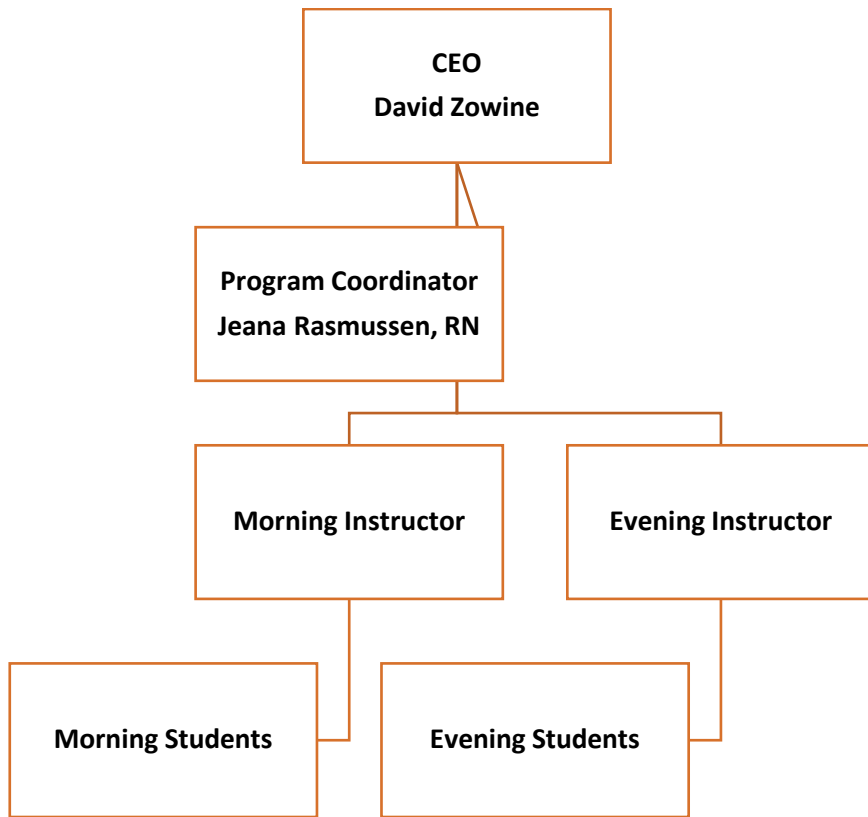 CEO
David Zowine
Program Coordinator
Jeana Rasmussen, RN
Morning Instructor
Evening Instructor
Morning Students
Evening Students